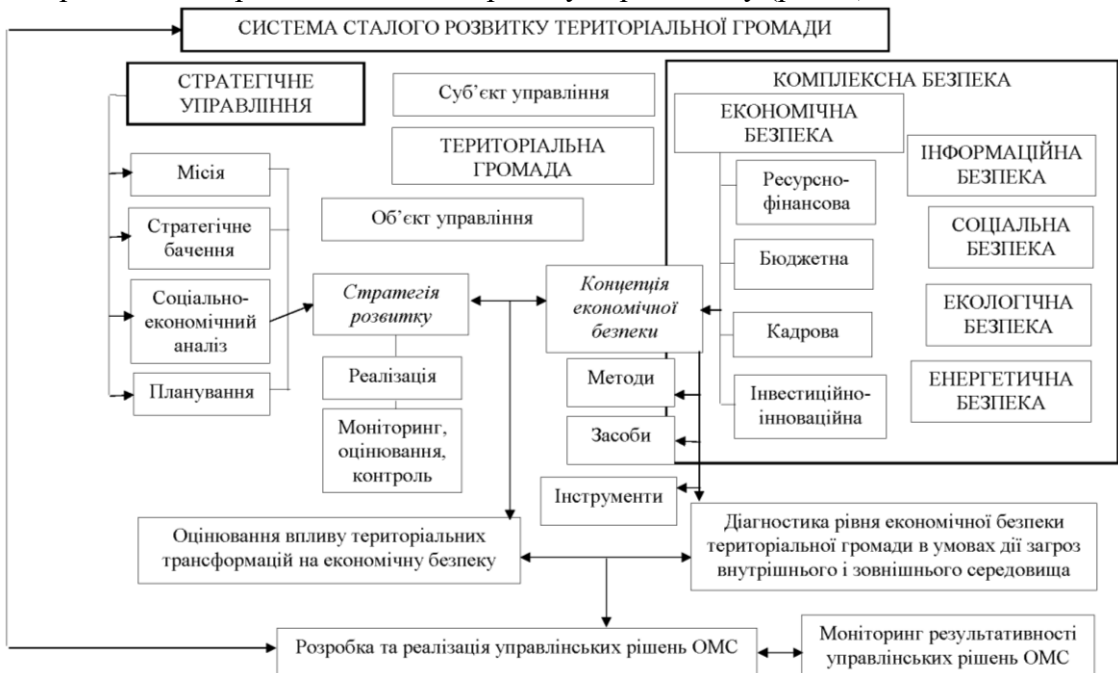 СИСТЕМА СТАЛОГО РОЗВИТКУ ТЕРИТОРІАЛЬНОЇ ГРОМАДИ
СТРАТЕГІЧНЕ
УПРАВЛІННЯ
Місія
Стратегічне
бачення
Соціально-
економічний
аналіз
Планування
Суб’єкт управління
ТЕРИТОРІАЛЬНА
ГРОМАДА
Об’єкт управління
Стратегія
розвитку
Реалізація
Моніторинг,
оцінювання,
контроль
Концепція
економічної
безпеки
Методи
Засоби
Інструменти
КОМПЛЕКСНА БЕЗПЕКА
ЕКОНОМІЧНА
БЕЗПЕКА
Ресурсно-
фінансова
Бюджетна
Кадрова
Інвестиційно-
інноваційна
ІНФОРМАЦІЙНА
БЕЗПЕКА
СОЦІАЛЬНА
БЕЗПЕКА
ЕКОЛОГІЧНА
БЕЗПЕКА
ЕНЕРГЕТИЧНА
БЕЗПЕКА
Оцінювання впливу територіальних
трансформацій на економічну безпеку
Діагностика рівня економічної безпеки
територіальної громади в умовах дії загроз
внутрішнього і зовнішнього середовища
Розробка та реалізація управлінських рішень ОМС
Моніторинг результативності
управлінських рішень ОМС